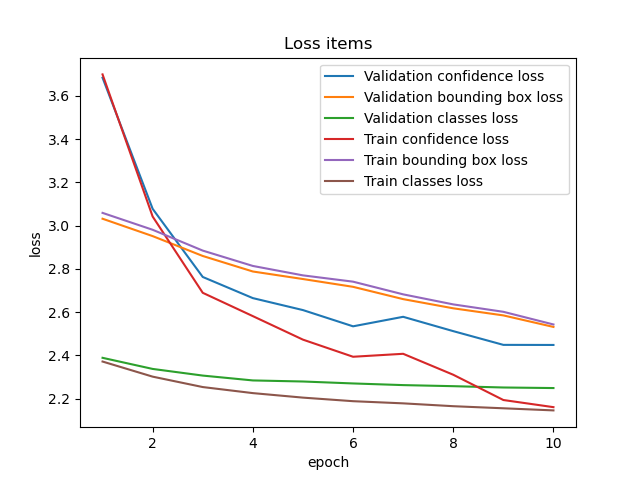 Loss items
Validation confidence loss
Validation bounding box loss
Validation classes loss
Train confidence loss
Train bounding box loss
Train classes loss
3.6
3.4
3.2
3.0
2.8
2.6
2.4
2.2
loss
2 4 6 8 10
epoch